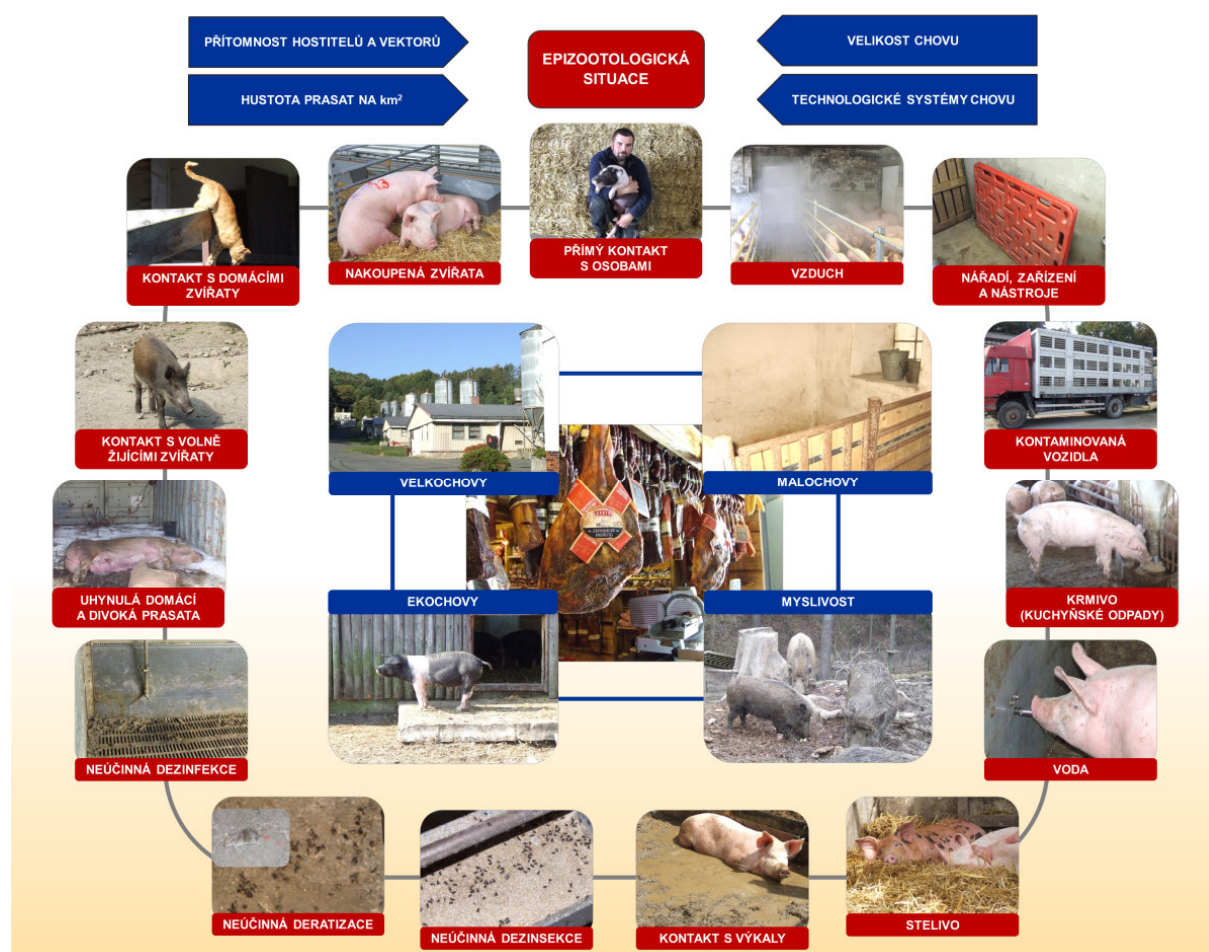 PŘÍTOMNOST HOSTITELŮ A VEKTORŮ
EPIZOOTOLOGICKÁ
SITUACE
VELIKOST CHOVU
HUSTOTA PRASAT NA km²
TECHNOLOGICKÉ SYSTÉMY CHOVU
KONTAKT S DOMÁCÍMI
ZVÍŘATY
NAKOUPENÁ ZVÍŘATA
PŘÍMÝ KONTAKT
S OSOBAMI
VZDUCH
NÁŘADÍ, ZAŘÍZENÍ
A NÁSTROJE
KONTAKT S VOLNĚ
ŽIJÍCÍMI ZVÍŘATY
VELKOCHOVY
MALOCHOVY
KONTAMINOVANÁ
VOZIDLA
UHYNULÁ DOMÁCÍ
A DIVOKÁ PRASATA
EKOCHOVY
MYSLIVOST
KRMIVO
(KUCHYŇSKÉ ODPADY)
NEÚČINNÁ DEZINFEKCE
VODA
NEÚČINNÁ DERATIZACE
NEÚČINNÁ DEZINSEKCE
KONTAKT S VÝKALY
STELIVO